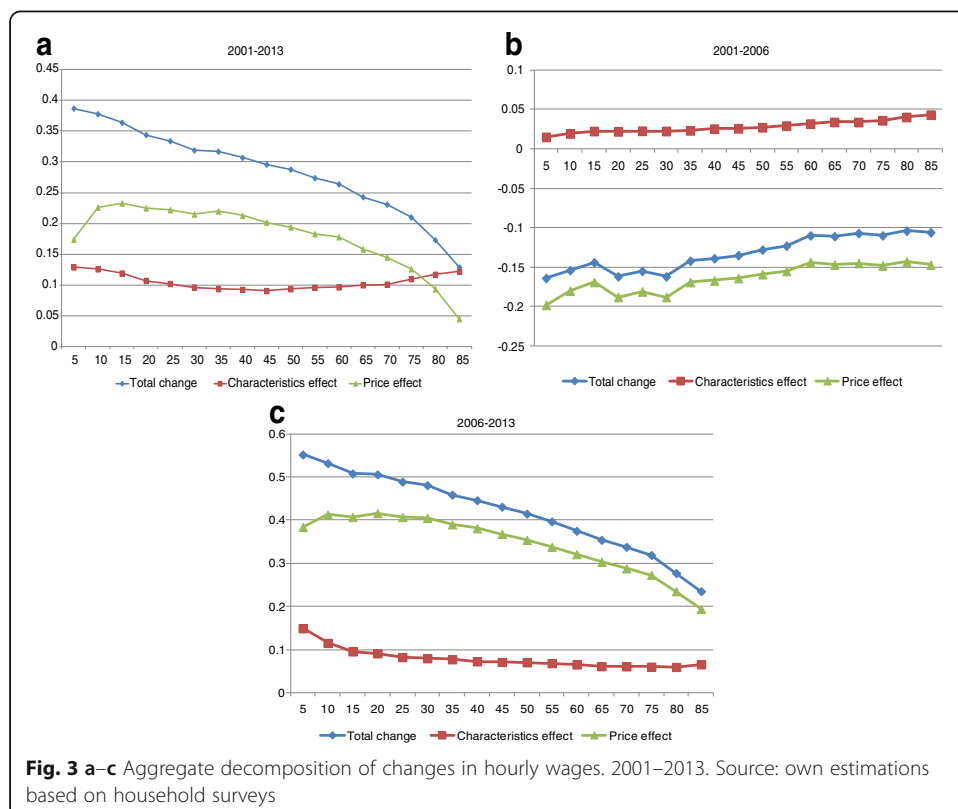 a
2001-2013
0.45
0.4
0.35
0.3
0.25
0.2
0.15
0.1
0.05
0
5 10 15 20 25 30 35 40 45 50 55 60 65 70 75 80 85
Total change Characteristics effect Price effect
b
2001-2006
0.1
0.05
0
5 10 15 20 25 30 35 40 45 50 55 60 65 70 75 80 85
-0.05
-0.1
-0.15
-0.2
-0.25
Total change Characteristics effect Price effect
c
2006-2013
0.6
0.5
0.4
0.3
0.2
0.1
0
5 10 15 20 25 30 35 40 45 50 55 60 65 70 75 80 85
Total change Characteristics effect Price effect
Fig. 3 a–c Aggregate decomposition of changes in hourly wages. 2001–2013. Source: own estimations
based on household surveys